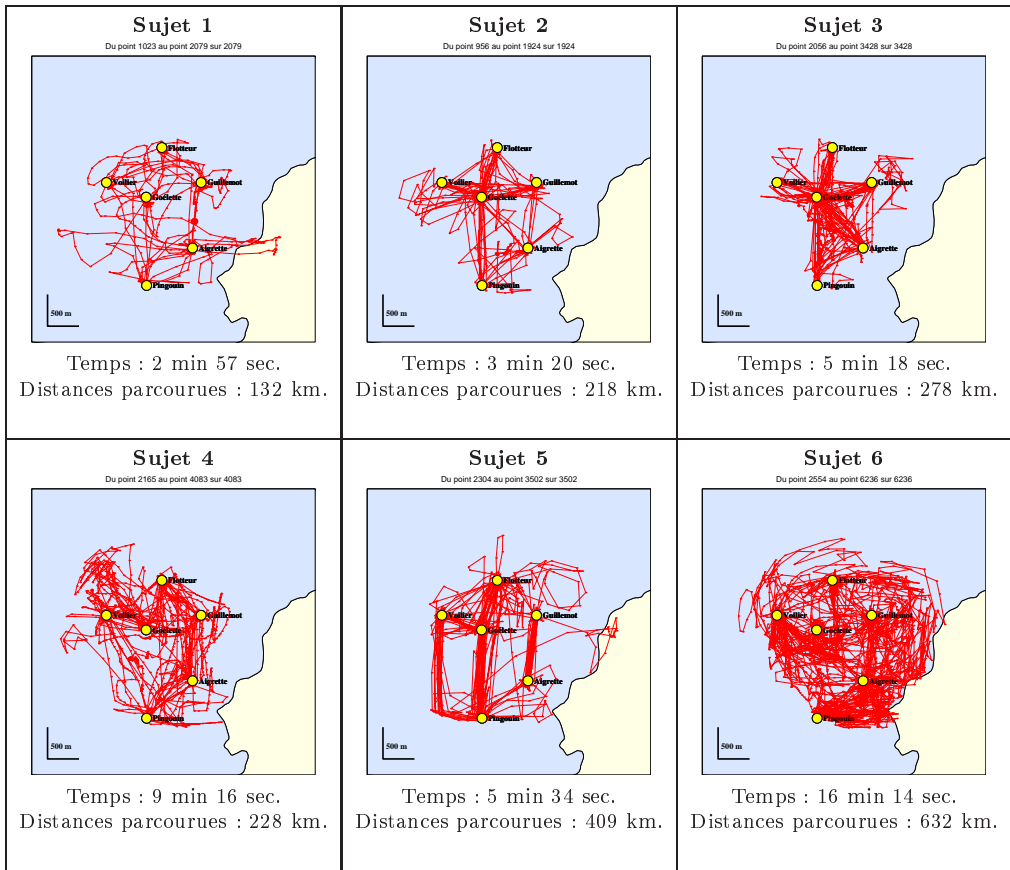 Sujet 1
Du point 1023 au point 2079 sur 2079
Flotteur
Voilier
Guillemot
Goélette
Aigrette
Pingouin
500 m
Temps : 2 min 57 sec.
Distances parcourues : 132 km.
Sujet 2
Du point 956 au point 1924 sur 1924
Flotteur
Voilier
Guillemot
Goélette
Aigrette
Pingouin
500 m
Temps : 3 min 20 sec.
Distances parcourues : 218 km.
Sujet 3
Du point 2056 au point 3428 sur 3428
Flotteur
Voilier
Guillemot
Goélette
Aigrette
Pingouin
500 m
Temps : 5 min 18 sec.
Distances parcourues : 278 km.
Sujet 4
Du point 2165 au point 4083 sur 4083
Flotteur
Voilier
Guillemot
Goélette
Aigrette
Pingouin
500 m
Temps : 9 min 16 sec.
Distances parcourues : 228 km.
Sujet 5
Du point 2304 au point 3502 sur 3502
Flotteur
Voilier
Guillemot
Goélette
Aigrette
Pingouin
500 m
Temps : 5 min 34 sec.
Distances parcourues : 409 km.
Sujet 6
Du point 2554 au point 6236 sur 6236
Flotteur
Voilier
Guillemot
Goélette
Aigrette
Pingouin
500 m
Temps : 16 min 14 sec.
Distances parcourues : 632 km.